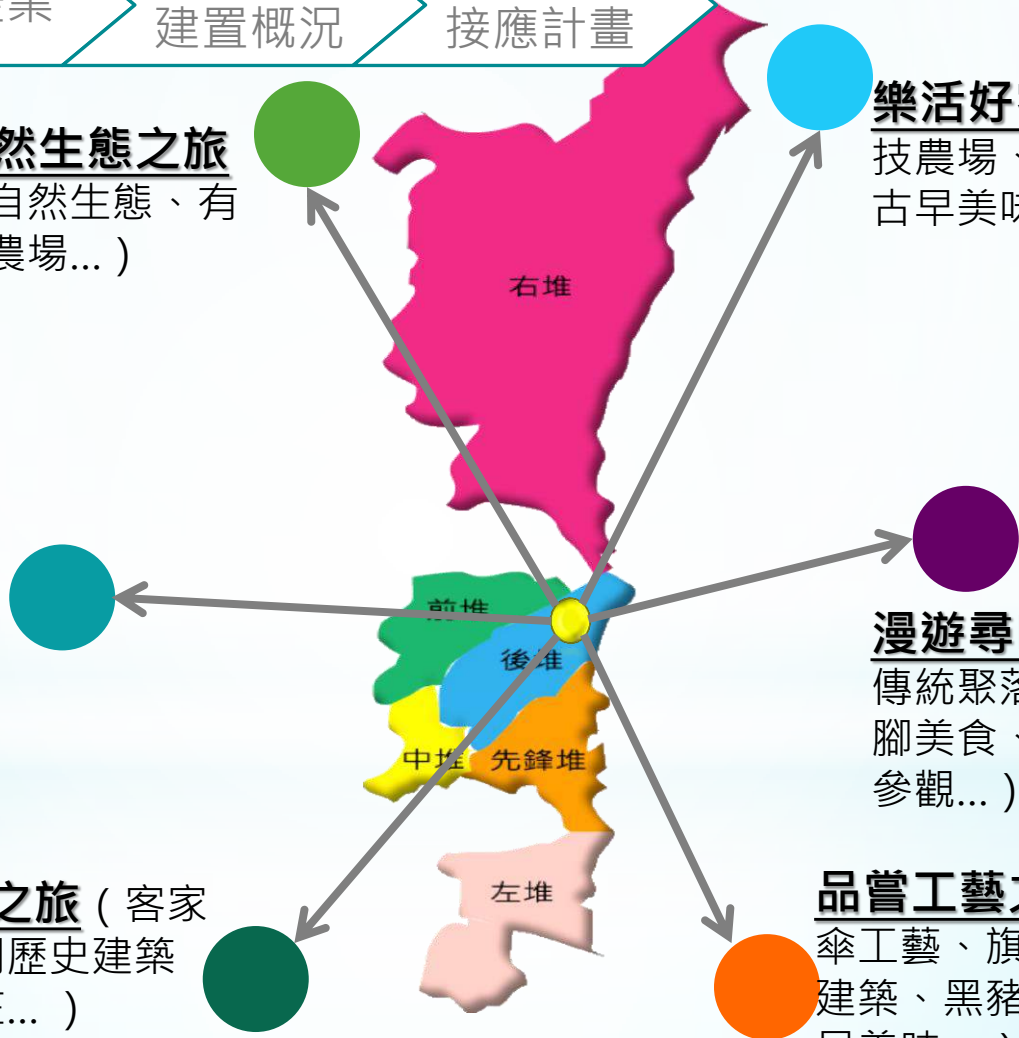 業
建置概況
接應計畫
然生態之旅
自然生態、有
農場...)
樂活好
技農場、
古早美味
右堆
前堆
後堆
中堆
先鋒堆
左堆
漫遊尋
傳統聚落
腳美食、
參觀...)
之旅(客家
歷史建築
... )
品嘗工藝之
傘工藝、旗
建築、黑豬